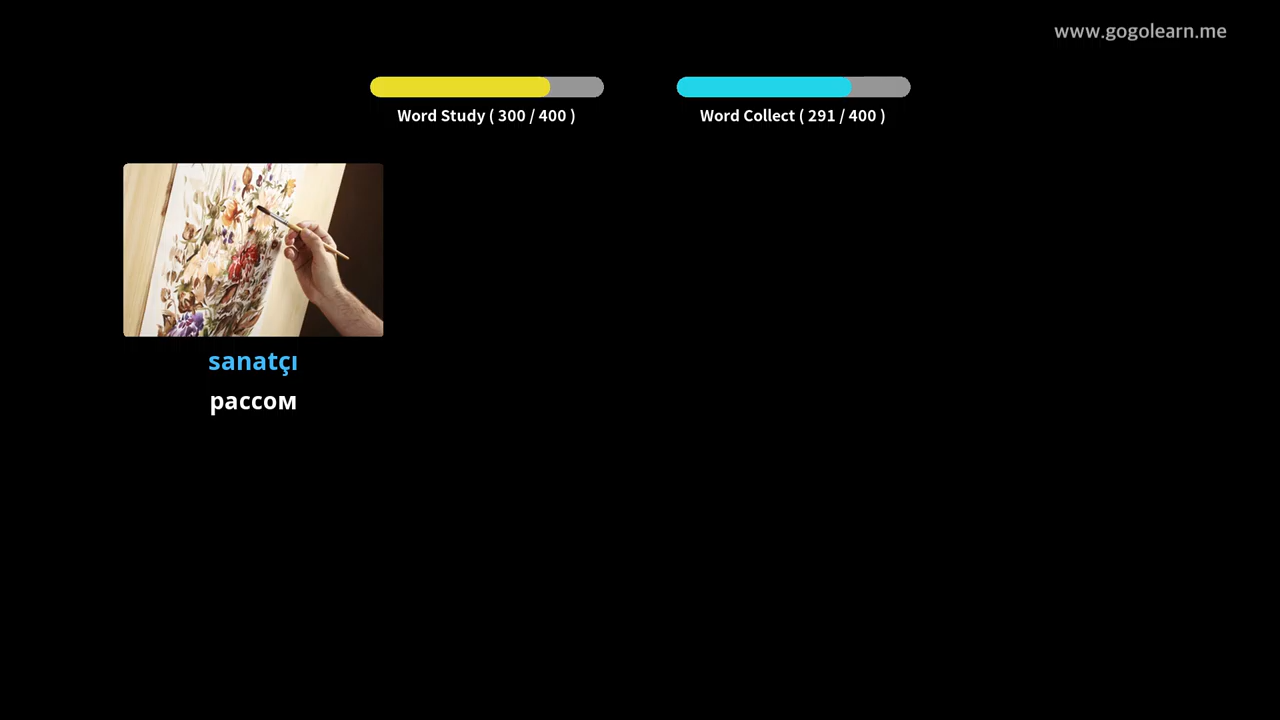 www.gogolearn.me
Word Study ( 300 / 400 )
Word Collect ( 291 / 400 )
sanatçı
рассом